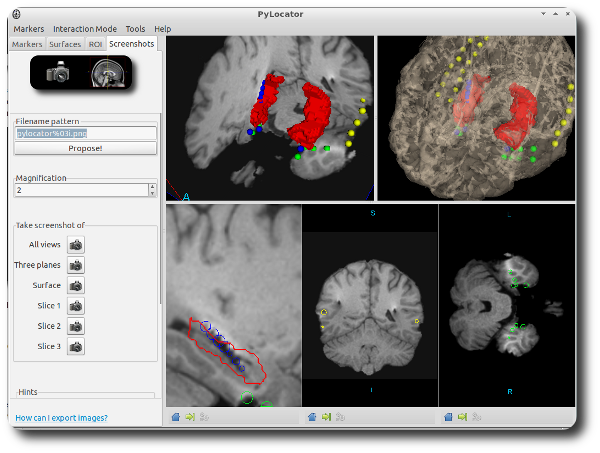 PyLocator
Markers Interaction Mode Tools Help
Markers Surfaces ROI Screenshots
Filename pattern
pylocator%03i.png
Propose!
Magnification
2
Take screenshot of
All views
Three planes
Surface
Slice 1
Slice 2
Slice 3
Hints
How can I export images?
A
S
I
L
R